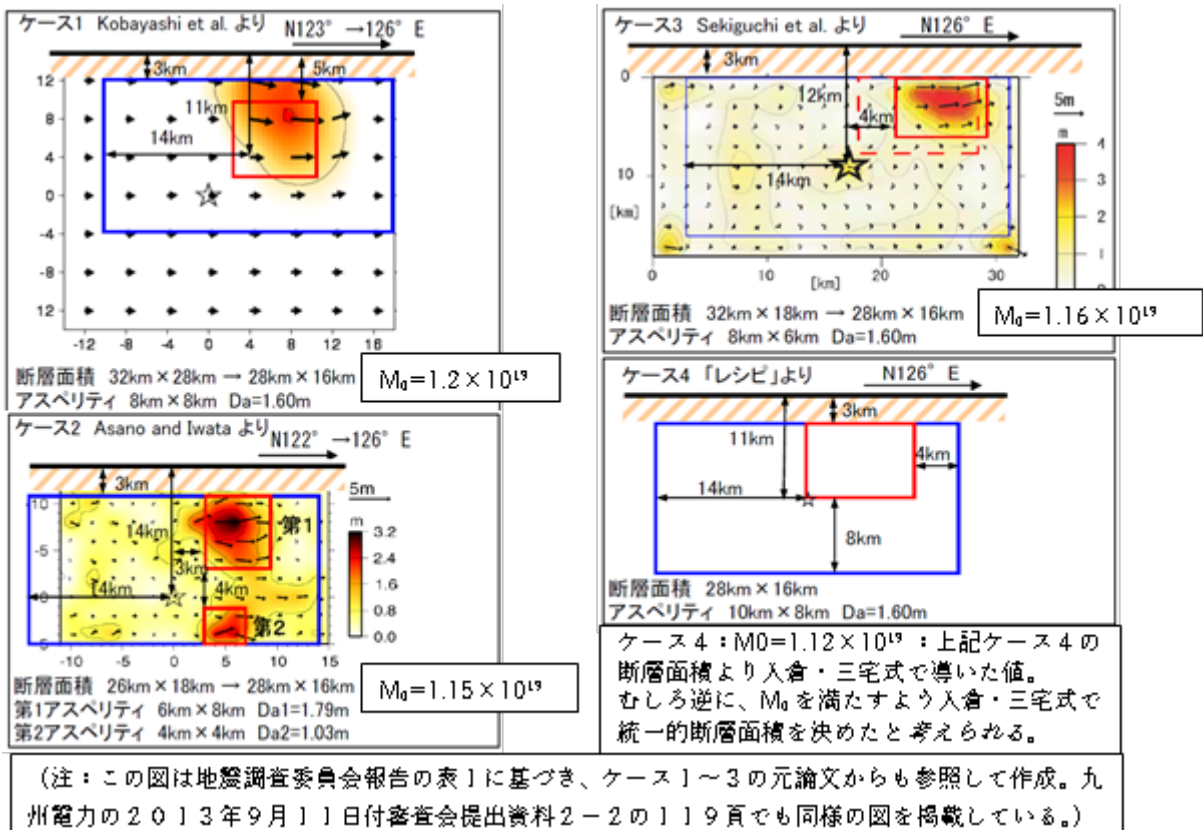 ケース1 Kobayashi et al. より
N123° →126° E
3km
5km
11km
14km
12
8
4
0
-4
-8
12
-12 -8 -4 0 4 8 12 16
断層面積 32km×28km → 28km×16km
アスペリティ 8km×8km Da=1.60m
M₀=1.2×10¹⁹
ケース2 Asano and Iwata より
N122° →126° E
3km
14km
3km
4km
14km
第1
第2
-10
-5
0
5
-10 -5 0 5 10 15
5m
m
3.2
2.4
1.6
0.8
0.0
断層面積 26km×18km → 28km×16km
第1アスペリティ 6km×8km Da1=1.79m
第2アスペリティ 4km×4km Da2=1.03m
M₀=1.15×10¹⁹
ケース3 Sekiguchi et al. より
N126° E
3km
12km
4km
14km
0
10
[km]
0 10 20 30
[km]
5m
m
4
3
2
1
断層面積 32km×18km → 28km×16km
アスペリティ 8km×6km Da=1.60m
M₀=1.16×10¹⁹
ケース4 「レシピ」より
N126° E
3km
11km
4km
14km
8km
断層面積 28km×16km
アスペリティ 10km×8km Da=1.60m
ケース4：M0=1.12×10¹⁹：上記ケース4の
断層面積より入倉・三宅式で導いた値。
むしろ逆に、M₀を満たすよう入倉・三宅式で
統一的断層面積を決めたと考えられる。
（注：この図は地震調査委員会報告の表１に基づき、ケース１～３の元論文からも参照して作成。九
州電力の２０１３年９月１１日付審査会提出資料２－２の１１９頁でも同様の図を掲載している。）